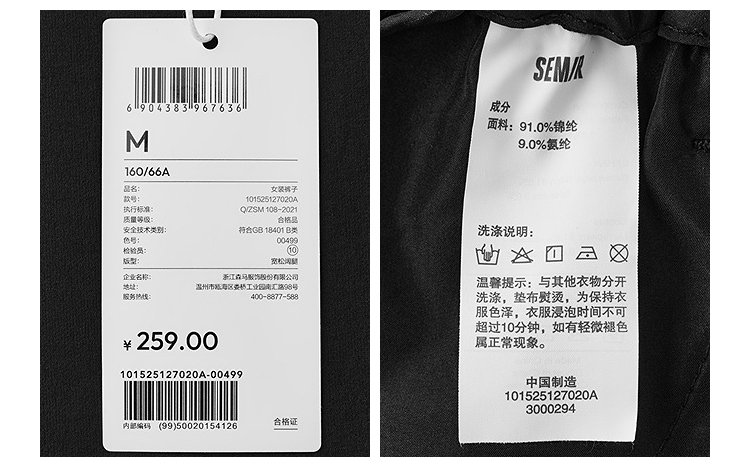 6 904383 967636
M
160/66A
品名: 女装裤子
款号: 101525127020A
执行标准: Q/ZSM 108-2021
质量等级: 合格品
安全技术类别: 符合GB 18401 B类
色号: 00499
检验员: ⑩
版型: 宽松阔腿
企业名称: 浙江森马服饰股份有限公司
地址: 温州市瓯海区娄桥工业园南汇路98号
服务热线: 400-8877-588
¥ 259.00
101525127020A-00499
内部编码 (99)50020154126
合格证
SEMIR
成分
面料: 91.0%锦纶
9.0%氨纶
洗涤说明:
温馨提示: 与其他衣物分开
洗涤, 垫布熨烫, 为保持衣
服色泽, 衣服浸泡时间不可
超过10分钟, 如有轻微褪色
属正常现象。
中国制造
101525127020A
3000294